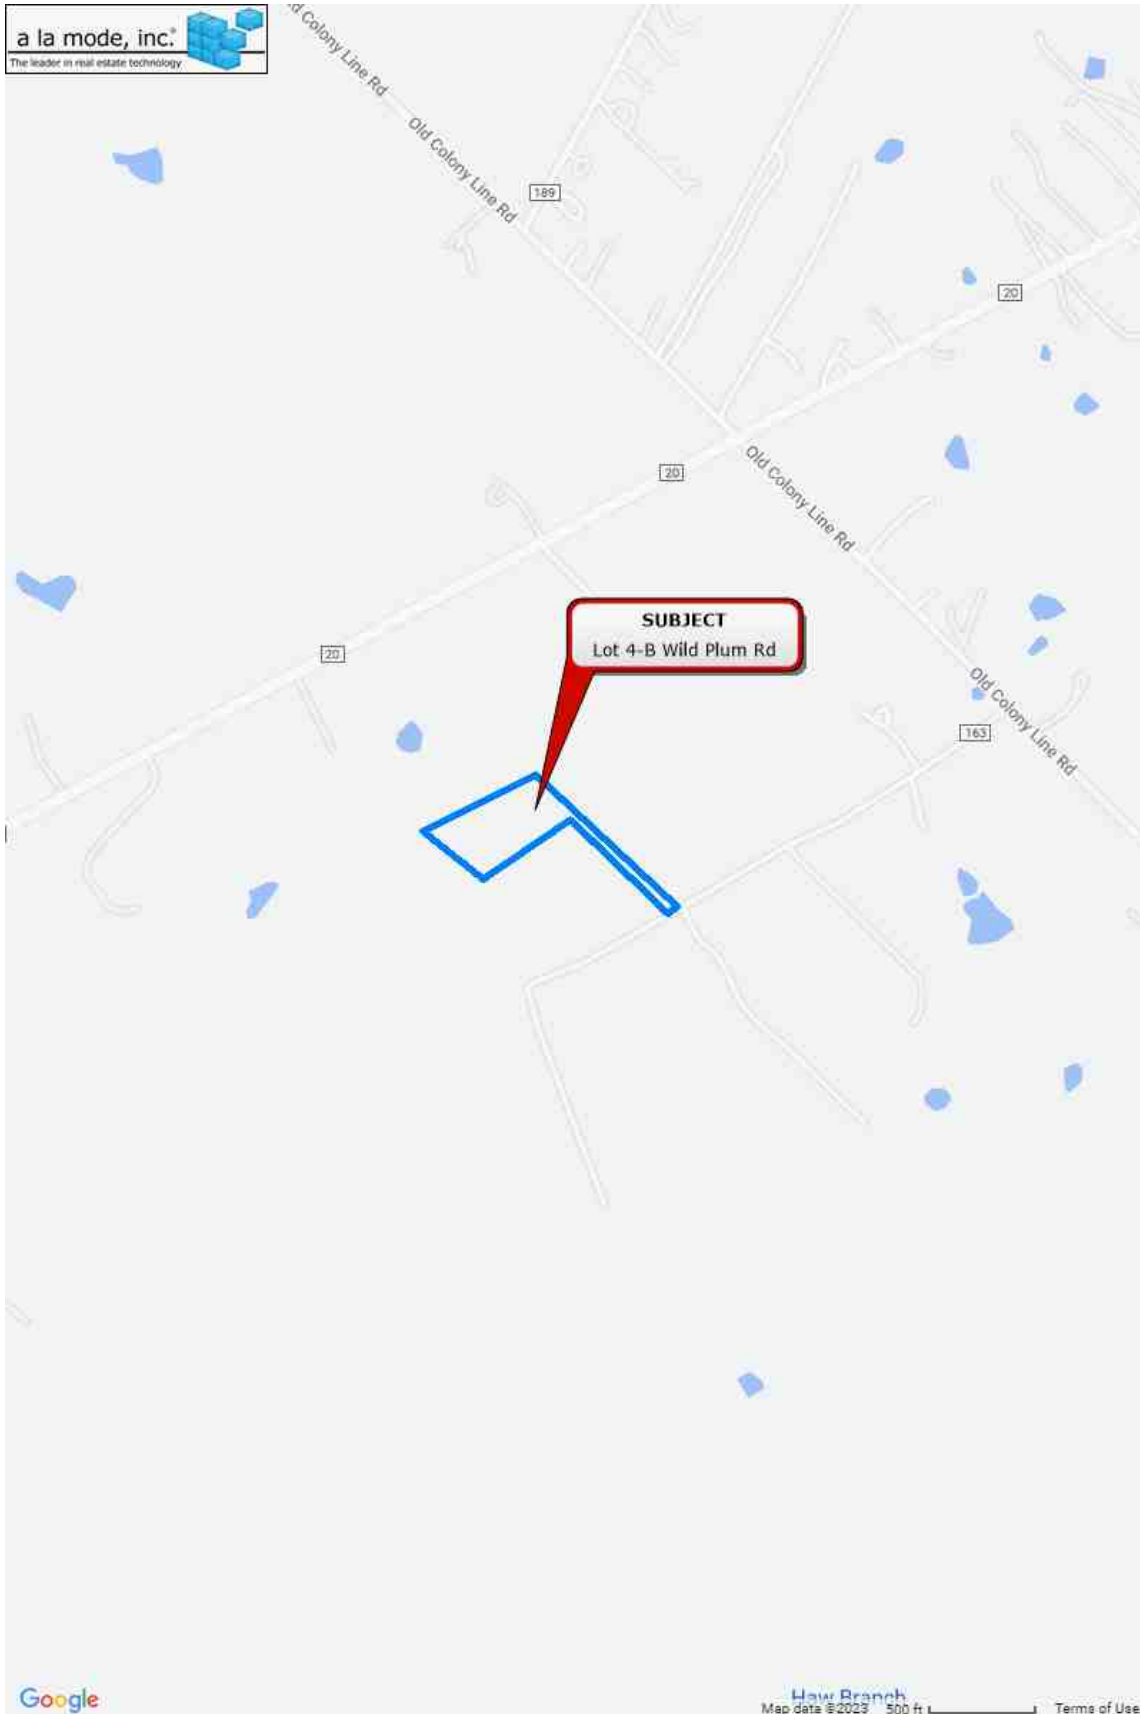 a la mode, inc.®
The leader in real estate technology
Colony Line Rd
Old Colony Line Rd
189
20
20
Old Colony Line Rd
SUBJECT
Lot 4-B Wild Plum Rd
20
Old Colony Line Rd
163
Google
Haw Branch
Map data ©2023 500 ft Terms of Use